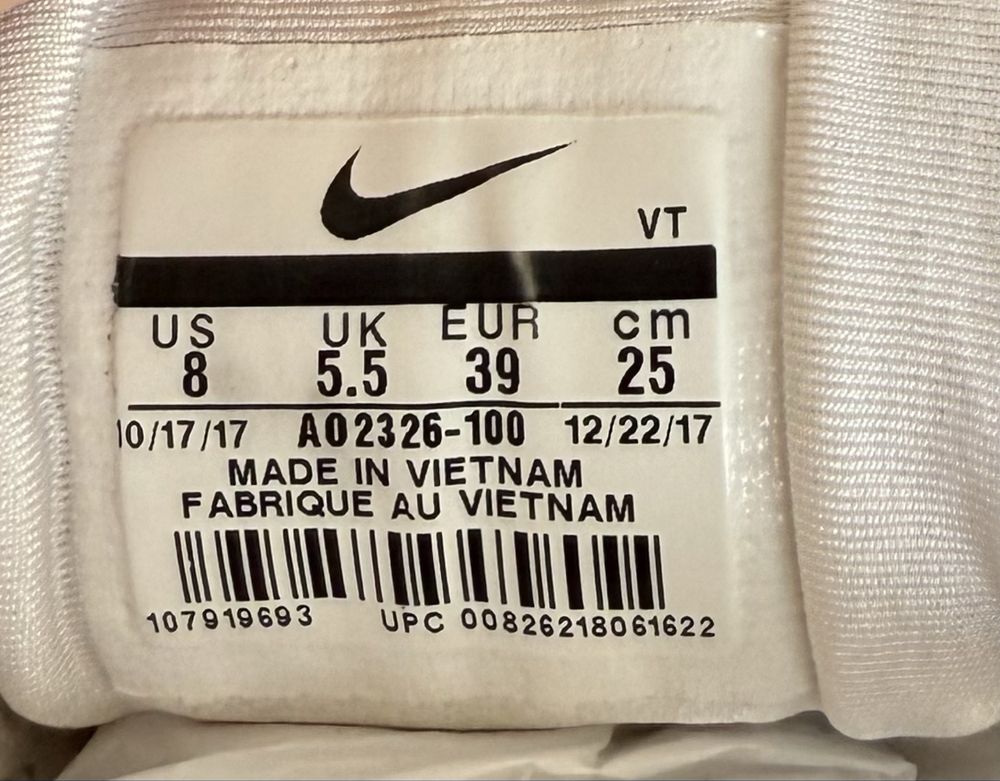 VT
US UK EUR cm
8 5.5 39 25
10/17/17 AO2326-100 12/22/17
MADE IN VIETNAM
FABRIQUE AU VIETNAM
107919693 UPC 00826218061622